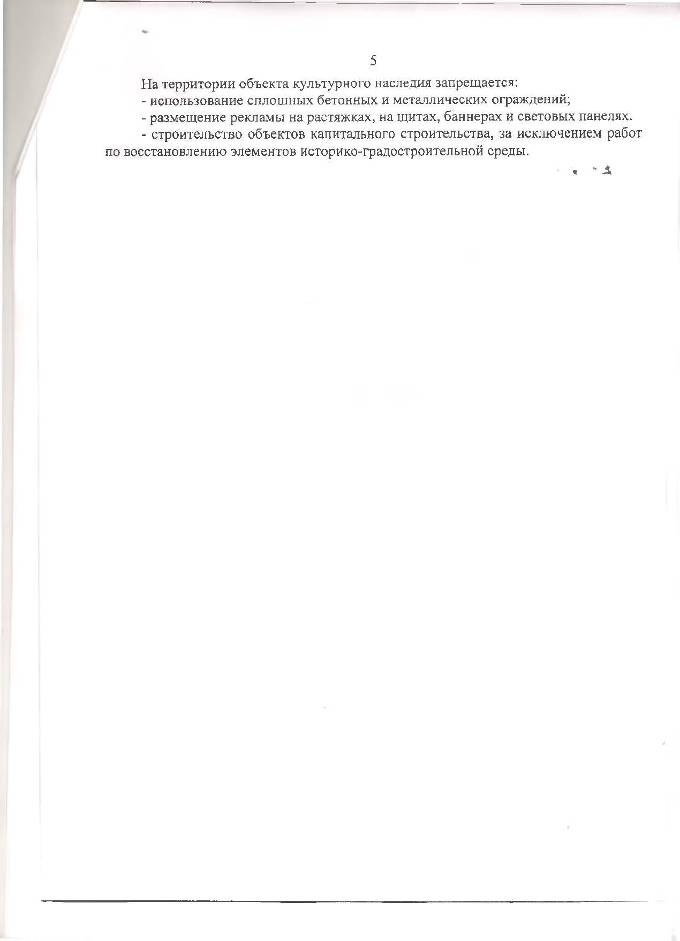 5
На территории объекта культурного наследия запрещается:
- использование сплошных бетонных и металлических ограждений;
- размещение рекламы на растяжках, на щитах, баннерах и световых панелях.
- строительство объектов капитального строительства, за исключением работ
по восстановлению элементов историко-градостроительной среды.